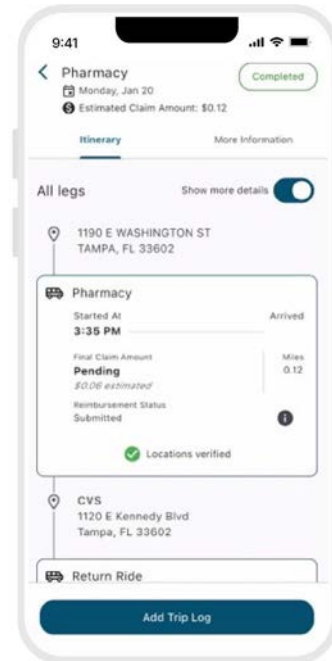 9:41
Pharmacy
Completed
Monday, Jan 20
Estimated Claim Amount: $0.12
Itinerary More Information
All legs Show more details
1190 E WASHINGTON ST
TAMPA, FL 33602
Pharmacy
Started At Arrived
3:35 PM
Final Claim Amount Miles
Pending 0.12
$0.06 estimated
Reimbursement Status
Submitted
Locations verified
CVS
1120 E Kennedy Blvd
Tampa, FL 33602
Return Ride
Add Trip Log